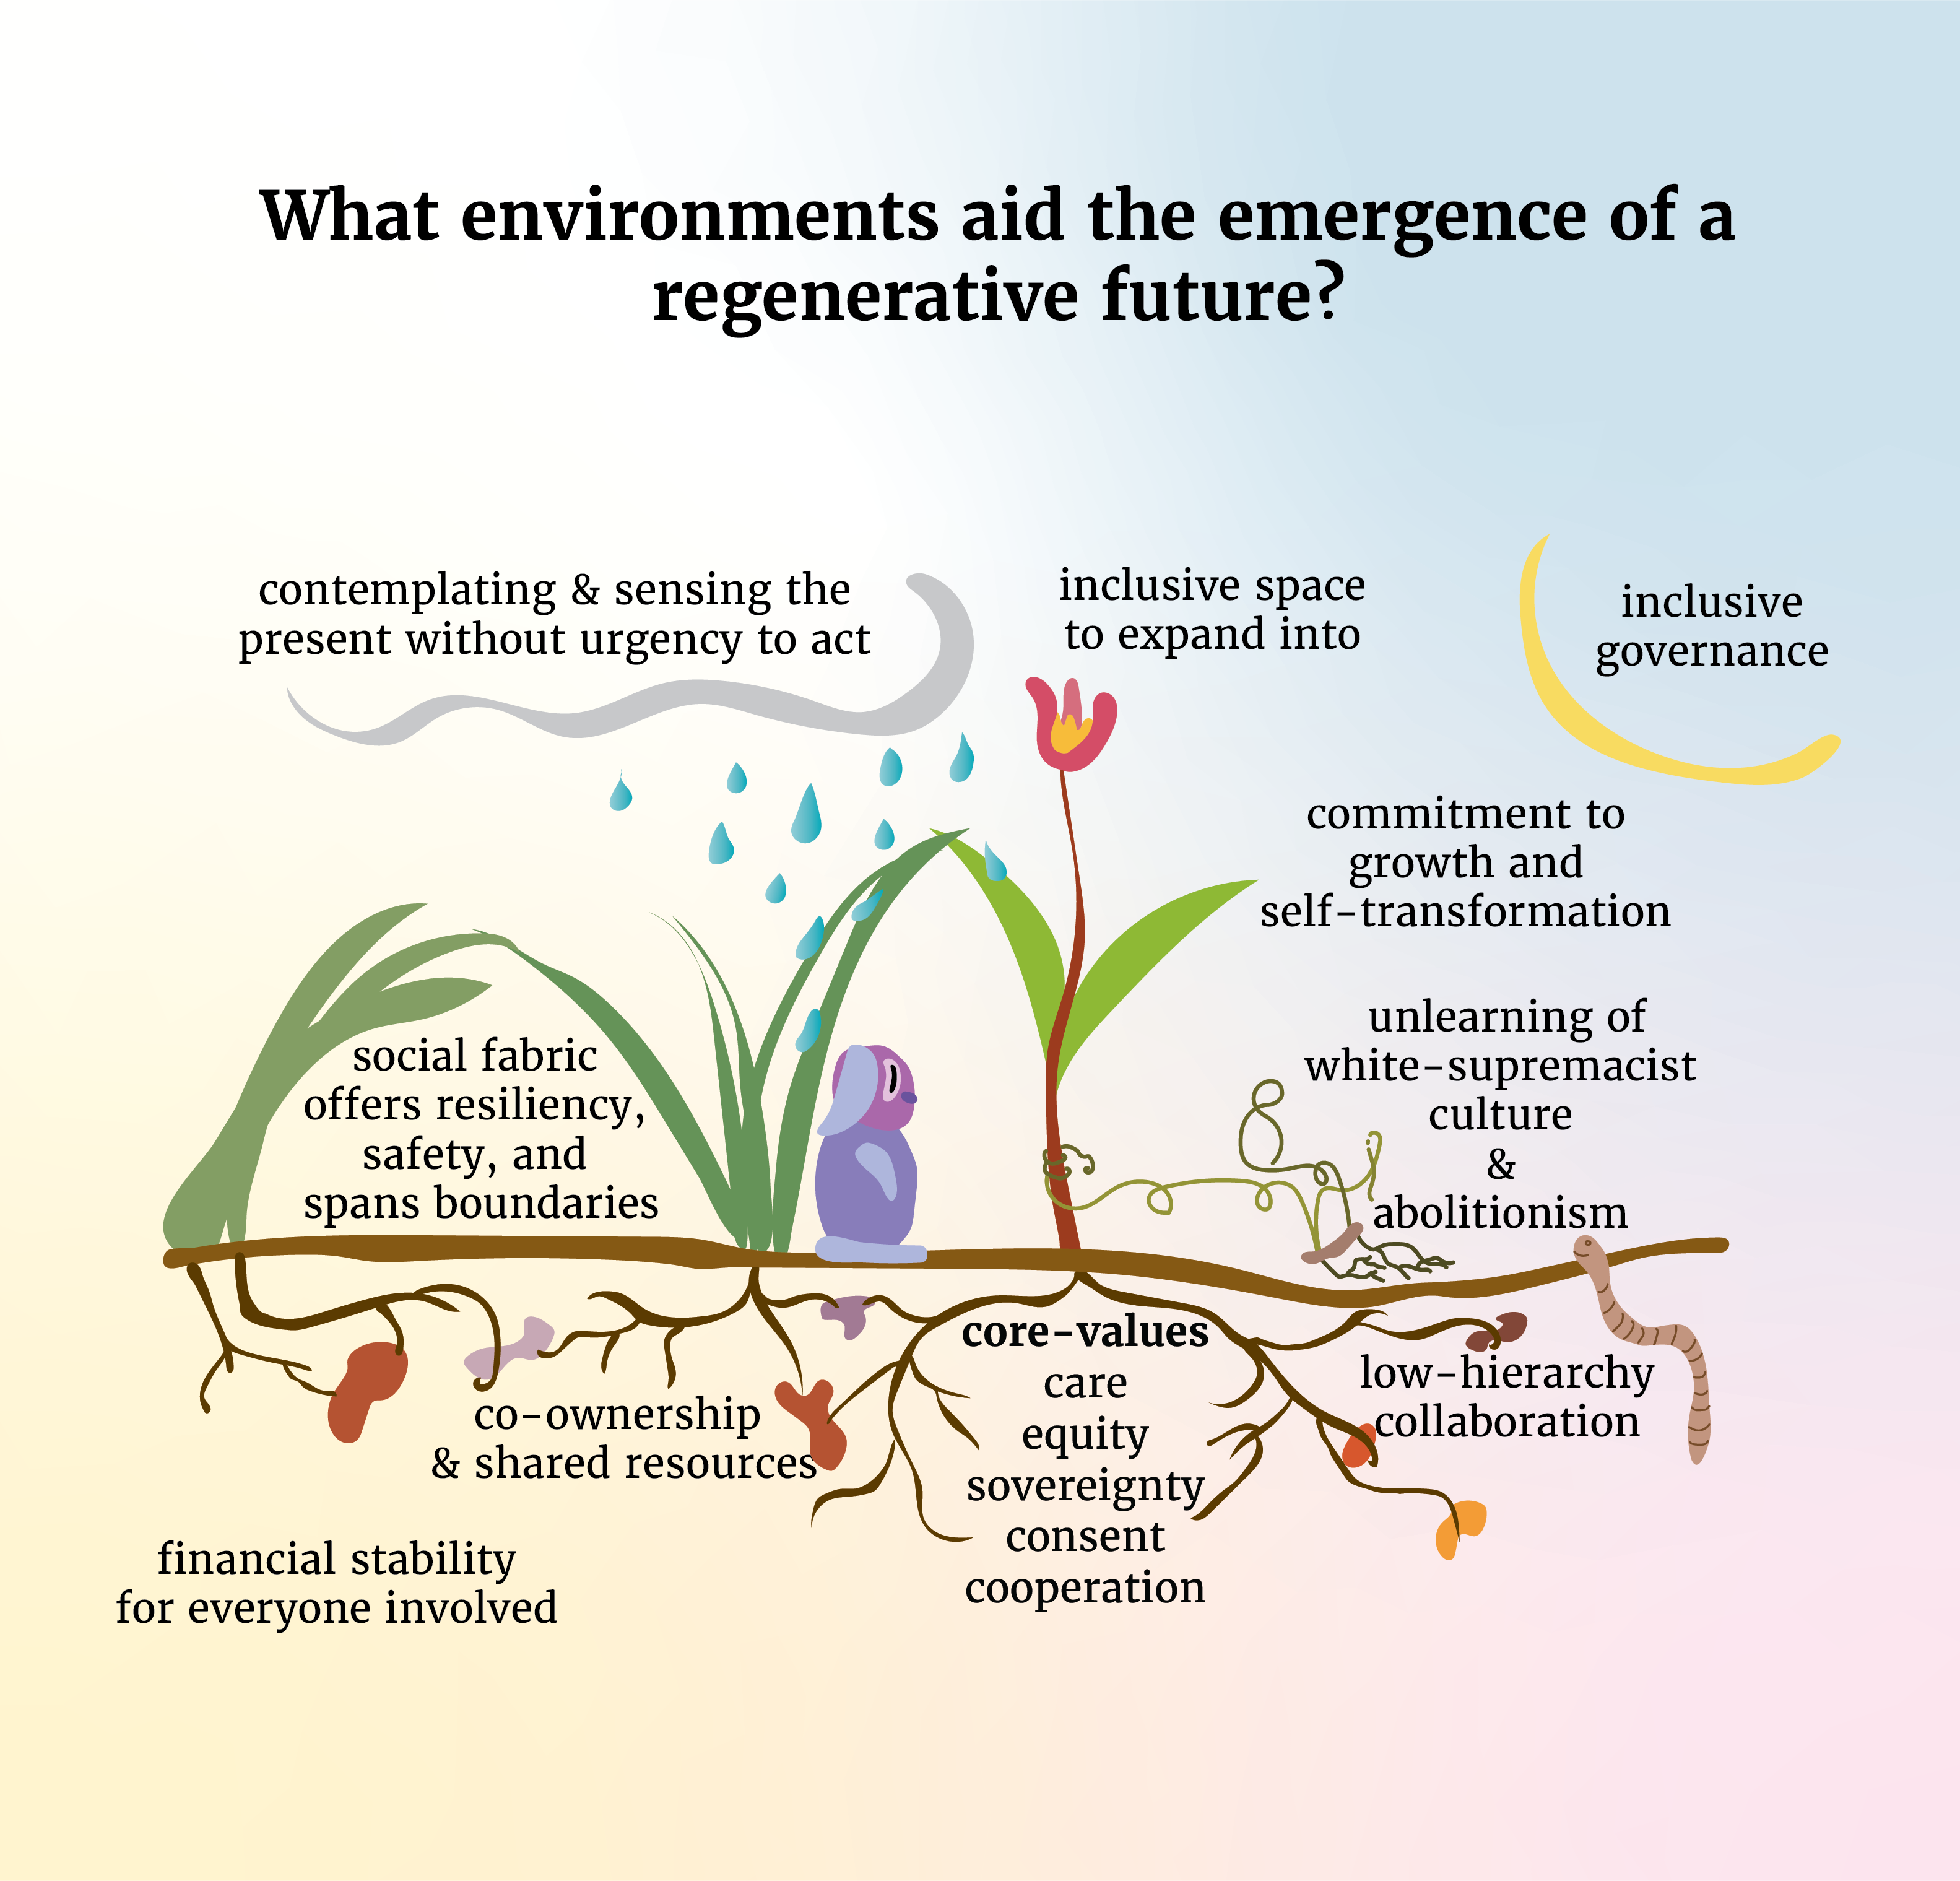 What environments aid the emergence of a
regenerative future?
contemplating & sensing the
present without urgency to act
inclusive space
to expand into
inclusive
governance
commitment to
growth and
self-transformation
unlearning of
white-supremacist
culture
&
abolitionism
social fabric
offers resiliency,
safety, and
spans boundaries
core-values
care
equity
sovereignty
consent
cooperation
low-hierarchy
collaboration
co-ownership
& shared resources
financial stability
for everyone involved